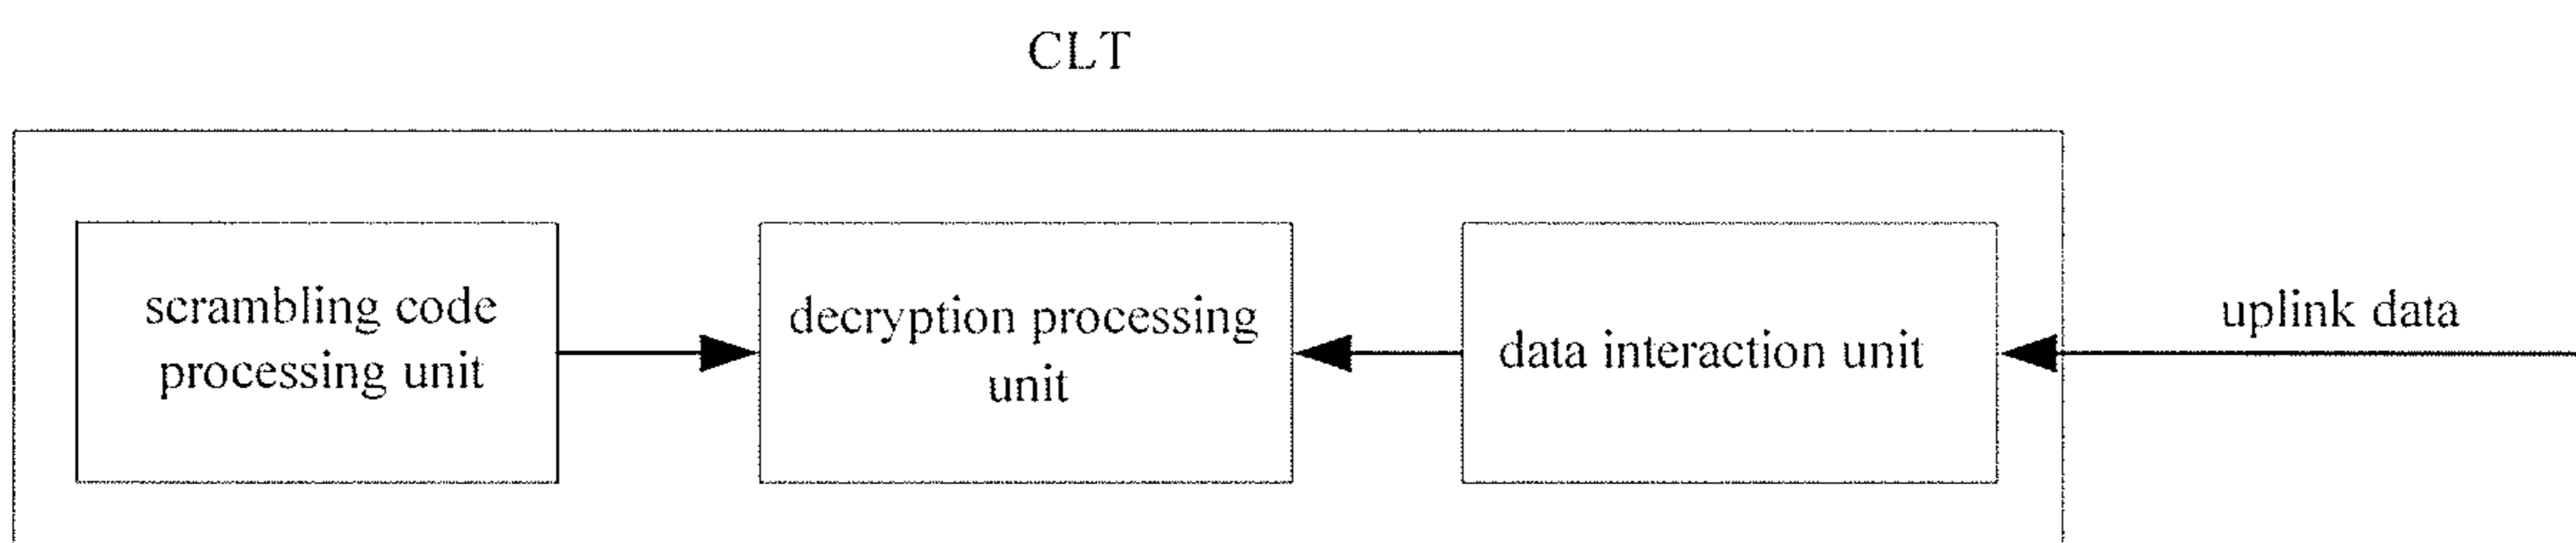 CLT
scrambling code
processing unit
decryption processing
unit
data interaction unit
uplink data